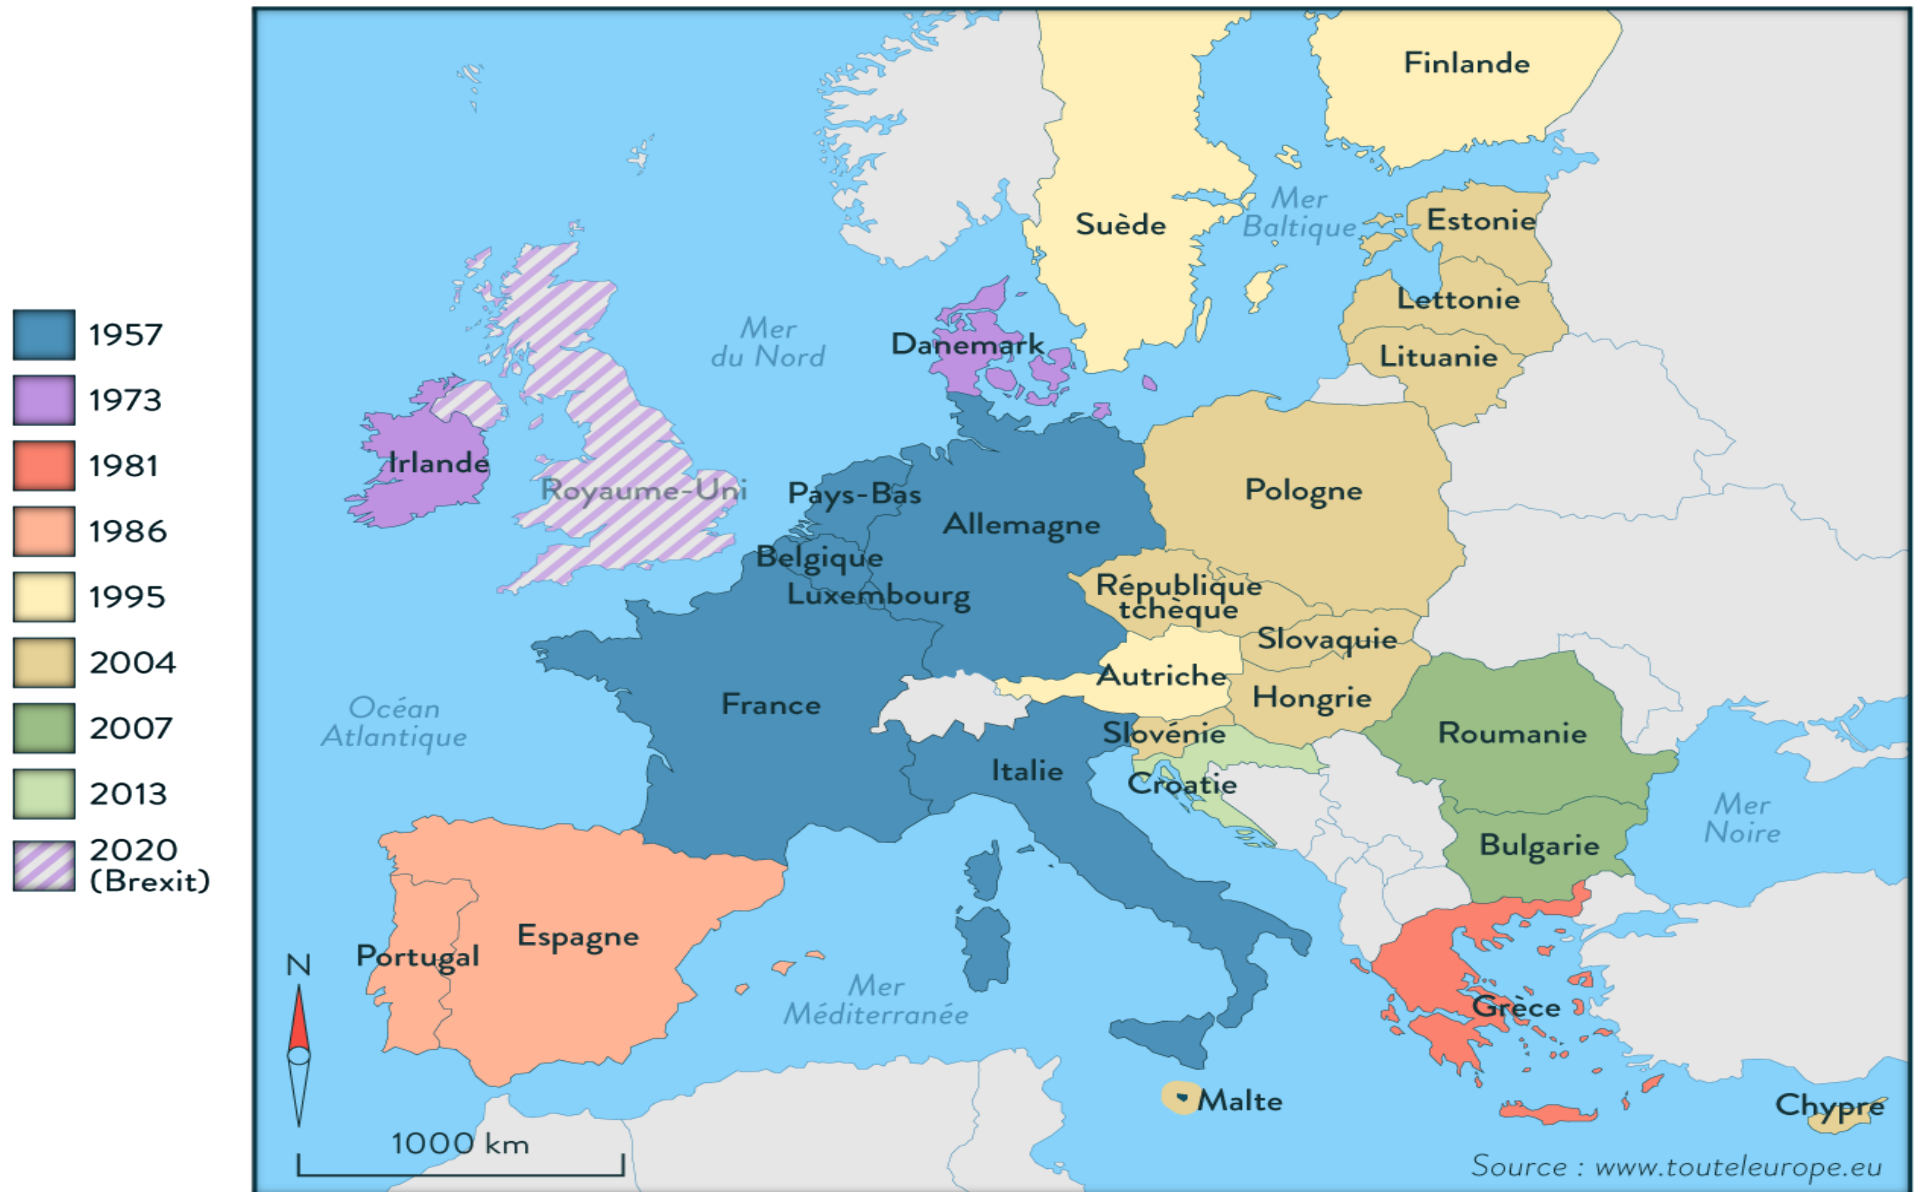 1957
1973
1981
1986
1995
2004
2007
2013
2020
(Brexit)
Finlande
Suède
Mer
Baltique
Estonie
Lettonie
Lituanie
Mer
du Nord
Danemark
Irlande
Royaume-Uni
Pays-Bas
Allemagne
Pologne
Belgique
Luxembourg
République
tchèque
Slovaquie
Autriche
Hongrie
France
Océan
Atlantique
Slovénie
Roumanie
Italie
Croatie
Mer
Noire
Bulgarie
Espagne
Portugal
N
Mer
Méditerranée
Grèce
Malte
Chypre
1000 km
Source : www.touteleurope.eu